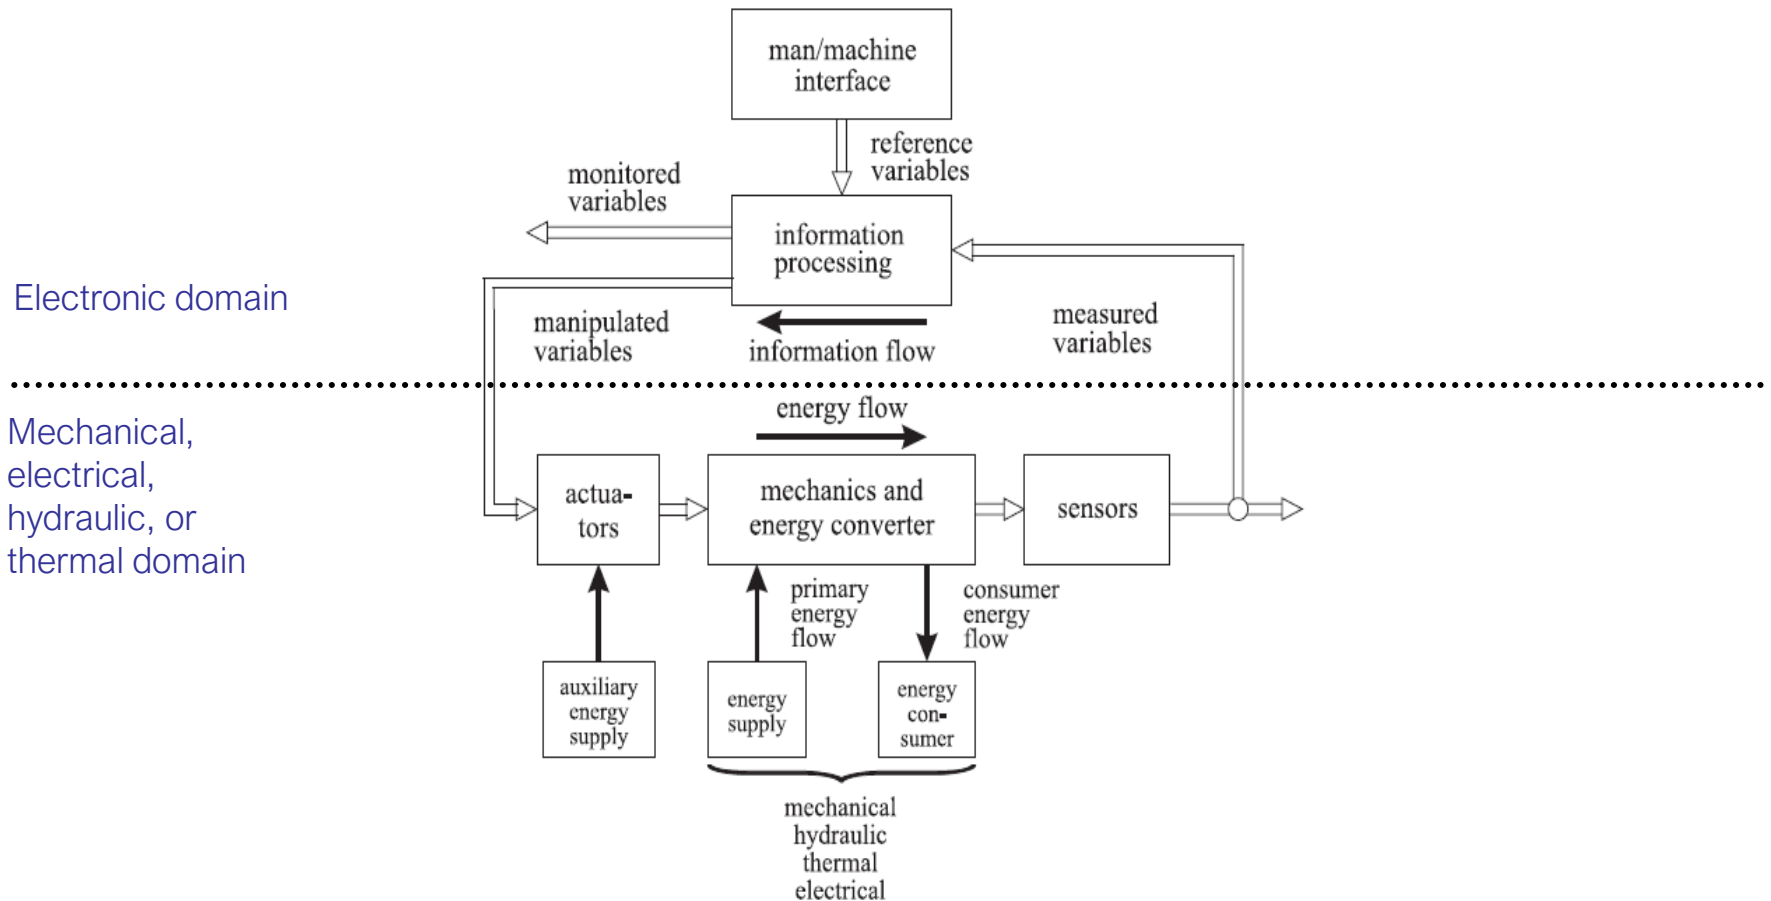 man/machine
interface
reference
variables
monitored
variables
information
processing
Electronic domain
manipulated
variables
measured
variables
information flow
energy flow
Mechanical,
electrical,
hydraulic, or
thermal domain
actua-
tors
mechanics and
energy converter
sensors
primary
energy
flow
consumer
energy
flow
auxiliary
energy
supply
energy
supply
energy
con-
sumer
mechanical
hydraulic
thermal
electrical